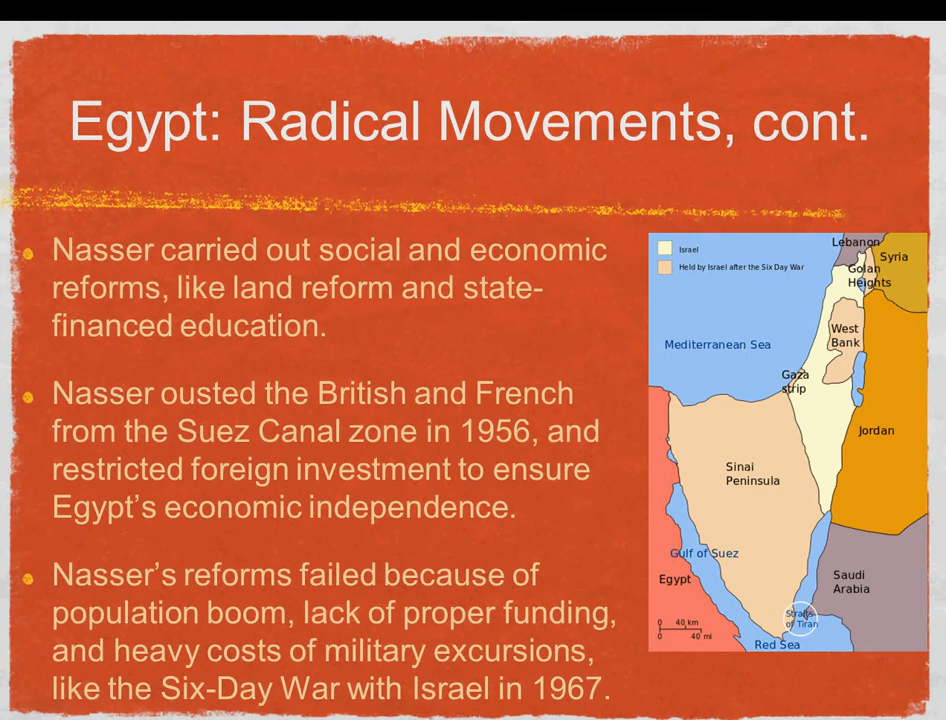 Egypt: Radical Movements, cont.
Nasser carried out social and economic
reforms, like land reform and state-
financed education.
Nasser ousted the British and French
from the Suez Canal zone in 1956, and
restricted foreign investment to ensure
Egypt’s economic independence.
Nasser’s reforms failed because of
population boom, lack of proper funding,
and heavy costs of military excursions,
like the Six-Day War with Israel in 1967.
Israel
Held by Israel after the Six Day War
Lebanon
Syria
Golan
Heights
West
Bank
Mediterranean Sea
Gaza
strip
Jordan
Sinai
Peninsula
Gulf of Suez
Egypt
Saudi
Arabia
Straits
of Tiran
0 40 km
0 40 mi
Red Sea